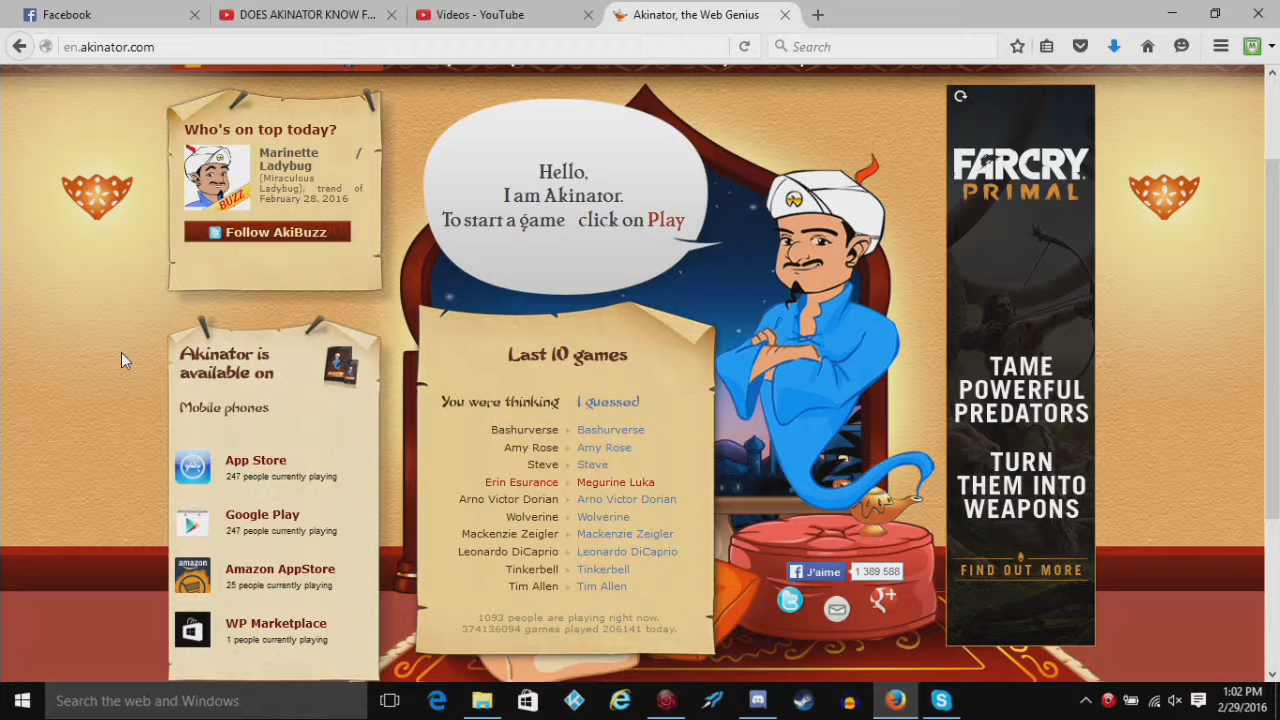 Facebook
DOES AKINATOR KNOW F...
Videos - YouTube
Akinator, the Web Genius
en.akinator.com
Search
Who's on top today?
Marinette /
Ladybug
(Miraculous
Ladybug), trend of
February 28, 2016
BUZZ
Follow AkiBuzz
Hello,
I am Akinator.
To start a game click on Play
Akinator is
available on
Mobile phones
App Store
247 people currently playing
Google Play
247 people currently playing
amazon
Amazon AppStore
25 people currently playing
WP Marketplace
1 people currently playing
Last 10 games
You were thinking I guessed
Bashurverse Bashurverse
Amy Rose Amy Rose
Steve Steve
Erin Esurance Megurine Luka
Arno Victor Dorian Arno Victor Dorian
Wolverine Wolverine
Mackenzie Zeigler Mackenzie Zeigler
Leonardo DiCaprio Leonardo DiCaprio
Tinkerbell Tinkerbell
Tim Allen Tim Allen
1093 people are playing right now.
374136094 games played 206141 today.
J'aime 1 389 588
g+
FARCRY
PRIMAL
TAME
POWERFUL
PREDATORS
TURN
THEM INTO
WEAPONS
FIND OUT MORE
Search the web and Windows
1:02 PM
2/29/2016